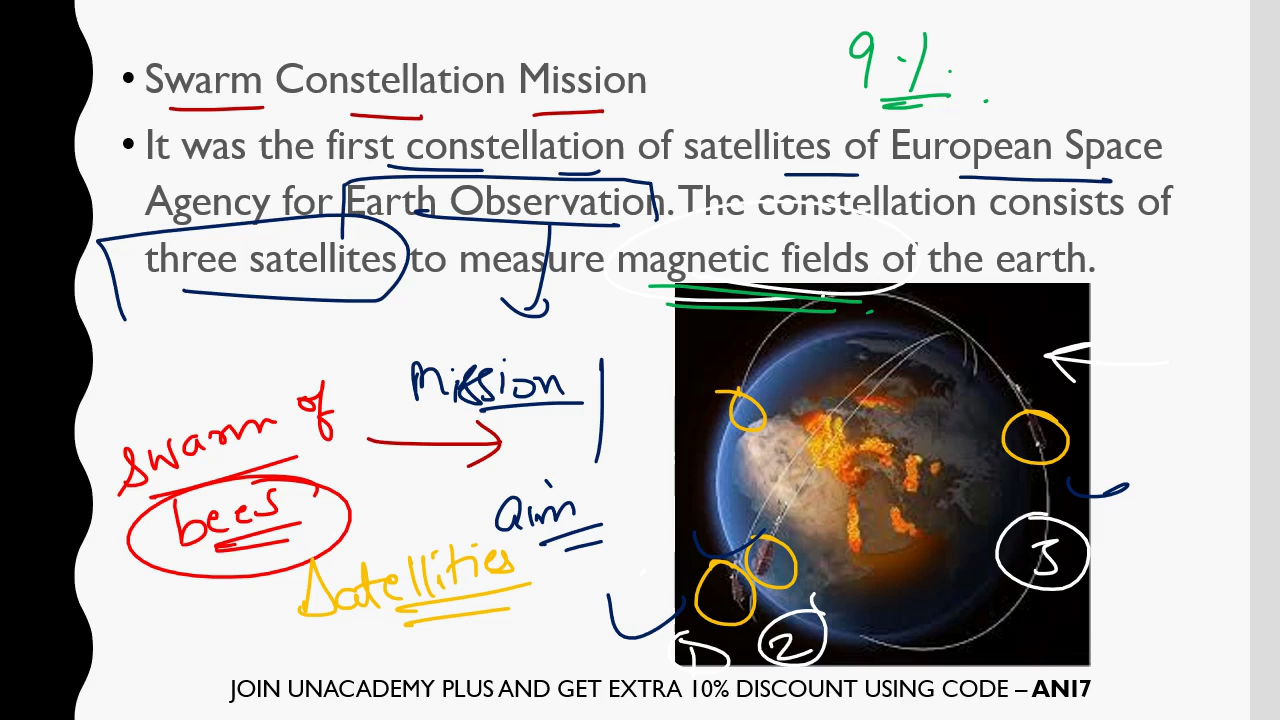 9 %
• Swarm Constellation Mission
• It was the first constellation of satellites of European Space
Agency for Earth Observation. The constellation consists of
three satellites to measure magnetic fields of the earth.
Mission
Swarm of
bees
aim
Satellities
1
2
3
JOIN UNACADEMY PLUS AND GET EXTRA 10% DISCOUNT USING CODE – ANI7